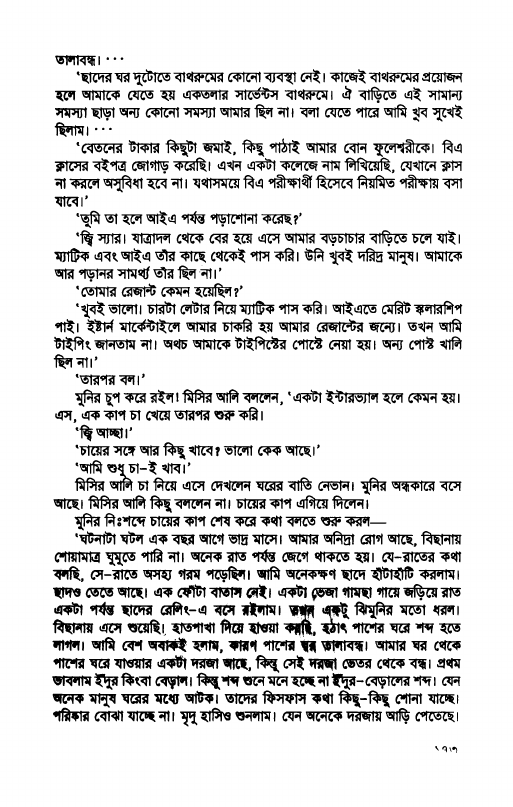 তালাবদ্ধ। ···
‘ছাদের ঘর দুটোতে বাথরুমের কোনো ব্যবস্থা নেই। কাজেই বাথরুমের প্রয়োজন
হলে আমাকে যেতে হয় একতলার সার্ভেন্টস বাথরুমে। ঐ বাড়িতে এই সামান্য
সমস্যা ছাড়া অন্য কোনো সমস্যা আমার ছিল না। বলা যেতে পারে আমি খুব সুখেই
ছিলাম। ···
‘বেতনের টাকার কিছুটা জমাই, কিছু পাঠাই আমার বোন ফুলেশ্বরীকে। বিএ
ক্লাসের বইপত্র জোগাড় করেছি। এখন একটা কলেজে নাম লিখিয়েছি, যেখানে ক্লাস
না করলে অসুবিধা হবে না। যথাসময়ে বিএ পরীক্ষার্থী হিসেবে নিয়মিত পরীক্ষায় বসা
যাবে।’
‘তুমি তা হলে আইএ পর্যন্ত পড়াশোনা করেছ?’
‘জ্বি স্যার। যাত্রাদল থেকে বের হয়ে এসে আমার বড়চাচার বাড়িতে চলে যাই।
ম্যাট্রিক এবং আইএ তাঁর কাছে থেকেই পাস করি। উনি খুবই দরিদ্র মানুষ। আমাকে
আর পড়ানর সামর্থ্য তাঁর ছিল না।’
‘তোমার রেজাল্ট কেমন হয়েছিল?’
‘খুবই ভালো। চারটা লেটার নিয়ে ম্যাট্রিক পাস করি। আইএতে মেরিট স্কলারশিপ
পাই। ইস্টার্ন মার্কেন্টাইলে আমার চাকরি হয় আমার রেজাল্টের জন্যে। তখন আমি
টাইপিং জানতাম না। অথচ আমাকে টাইপিস্টের পোস্টে নেয়া হয়। অন্য পোস্ট খালি
ছিল না।’
‘তারপর বল।’
মুনির চুপ করে রইল! মিসির আলি বললেন, ‘একটা ইন্টারভ্যাল হলে কেমন হয়।
এস, এক কাপ চা খেয়ে তারপর শুরু করি।
‘জ্বি আচ্ছা।’
‘চায়ের সঙ্গে আর কিছু খাবে? ভালো কেক আছে।’
‘আমি শুধু চা-ই খাব।’
মিসির আলি চা নিয়ে এসে দেখলেন ঘরের বাতি নেভান। মুনির অন্ধকারে বসে
আছে। মিসির আলি কিছু বললেন না। চায়ের কাপ এগিয়ে দিলেন।
মুনির নিঃশব্দে চায়ের কাপ শেষ করে কথা বলতে শুরু করল—
‘ঘটনাটা ঘটল এক বছর আগে ভাদ্র মাসে। আমার অনিদ্রা রোগ আছে, বিছানায়
শোয়ামাত্র ঘুমুতে পারি না। অনেক রাত পর্যন্ত জেগে থাকতে হয়। যে-রাতের কথা
বলছি, সে-রাতে অসহ্য গরম পড়েছিল। আমি অনেকক্ষণ ছাদে হাঁটাহাঁটি করলাম।
ছাদও তেতে আছে। এক ফোঁটা বাতাস নেই। একটা ভেজা গামছা গায়ে জড়িয়ে রাত
একটা পর্যন্ত ছাদের রেলিং-এ বসে রইলাম। তখন একটু ঝিমুনির মতো ধরল।
বিছানায় এসে শুয়েছি, হাতপাখা দিয়ে হাওয়া করছি, হঠাৎ পাশের ঘরে শব্দ হতে
লাগল। আমি বেশ অবাকই হলাম, কারণ পাশের ঘর তালাবন্ধ। আমার ঘর থেকে
পাশের ঘরে যাওয়ার একটা দরজা আছে, কিন্তু সেই দরজা ভেতর থেকে বন্ধ। প্রথম
ভাবলাম ইঁদুর কিংবা বেড়াল। কিন্তু শব্দ শুনে মনে হচ্ছে না ইঁদুর-বেড়ালের শব্দ। যেন
অনেক মানুষ ঘরের মধ্যে আটক। তাদের ফিসফাস কথা কিছু-কিছু শোনা যাচ্ছে।
পরিষ্কার বোঝা যাচ্ছে না। মৃদু হাসিও শুনলাম। যেন অনেকে দরজায় আড়ি পেতেছে।